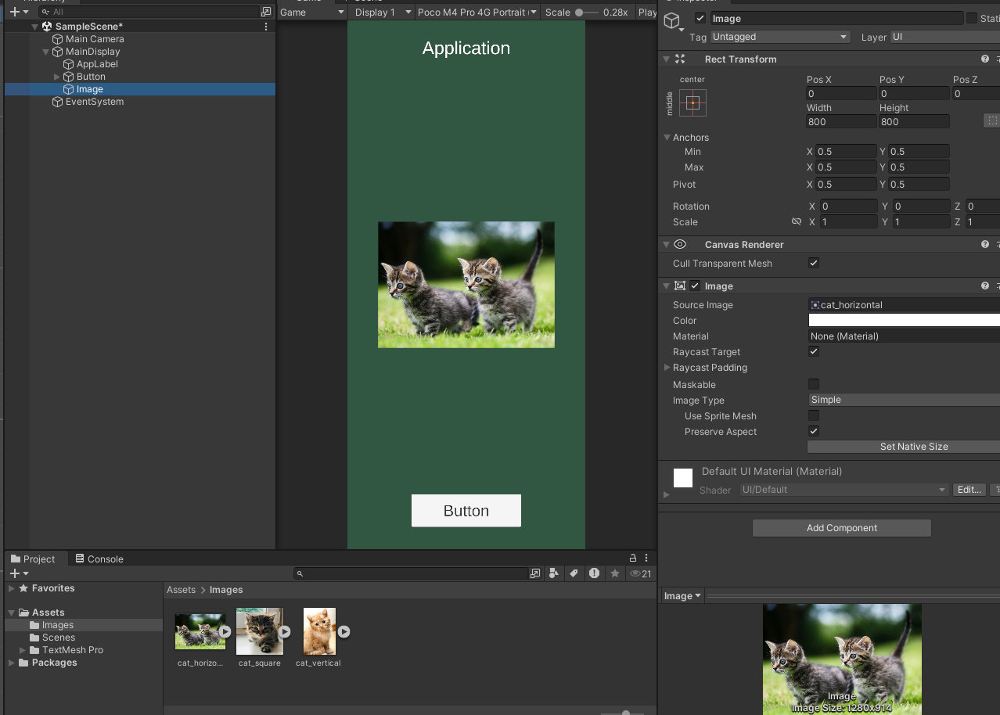 All
SampleScene*
Main Camera
MainDisplay
AppLabel
Button
Image
EventSystem
Game
Display 1
Poco M4 Pro 4G Portrait
Scale
0.28x
Play
Application
Button
Image
Tag
Untagged
Layer
UI
Rect Transform
center
middle
Pos X
Pos Y
Pos Z
0
0
0
Width
Height
800
800
Anchors
Min
X 0.5
Y 0.5
Max
X 0.5
Y 0.5
Pivot
X 0.5
Y 0.5
Rotation
X 0
Y 0
Z 0
Scale
X 1
Y 1
Z 1
Canvas Renderer
Cull Transparent Mesh
Image
Source Image
cat_horizontal
Color
Material
None (Material)
Raycast Target
Raycast Padding
Maskable
Image Type
Simple
Use Sprite Mesh
Preserve Aspect
Set Native Size
Default UI Material (Material)
Shader
UI/Default
Edit...
Add Component
Project
Console
21
Favorites
Assets
Images
Scenes
TextMesh Pro
Packages
Assets > Images
cat_horizo...
cat_square
cat_vertical
Image
Image
Image Size: 1280x914